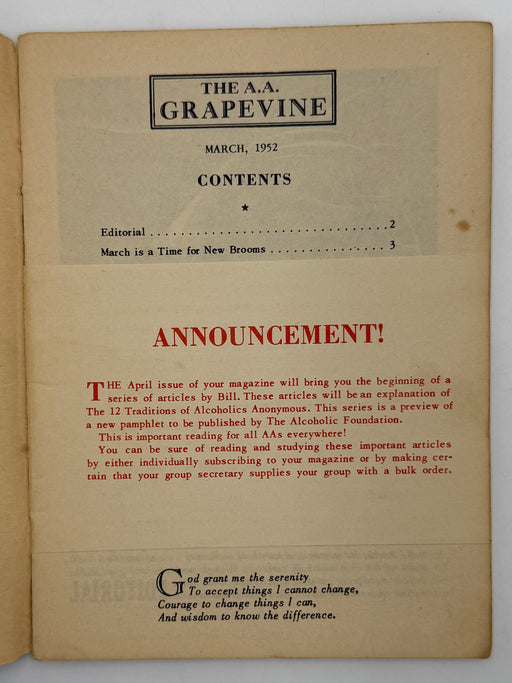 THE A.A.
GRAPEVINE
MARCH, 1952
CONTENTS
★
Editorial . . . . . . . . . . . . . . . . . . . . . . . . . . . . . . . . 2
March is a Time for New Brooms . . . . . . . . . . . . . . . . 3
ANNOUNCEMENT!
THE April issue of your magazine will bring you the beginning of a
series of articles by Bill. These articles will be an explanation of
The 12 Traditions of Alcoholics Anonymous. This series is a preview of
a new pamphlet to be published by The Alcoholic Foundation.
This is important reading for all AAs everywhere!
You can be sure of reading and studying these important articles
by either individually subscribing to your magazine or by making cer-
tain that your group secretary supplies your group with a bulk order.
God grant me the serenity
To accept things I cannot change,
Courage to change things I can,
And wisdom to know the difference.